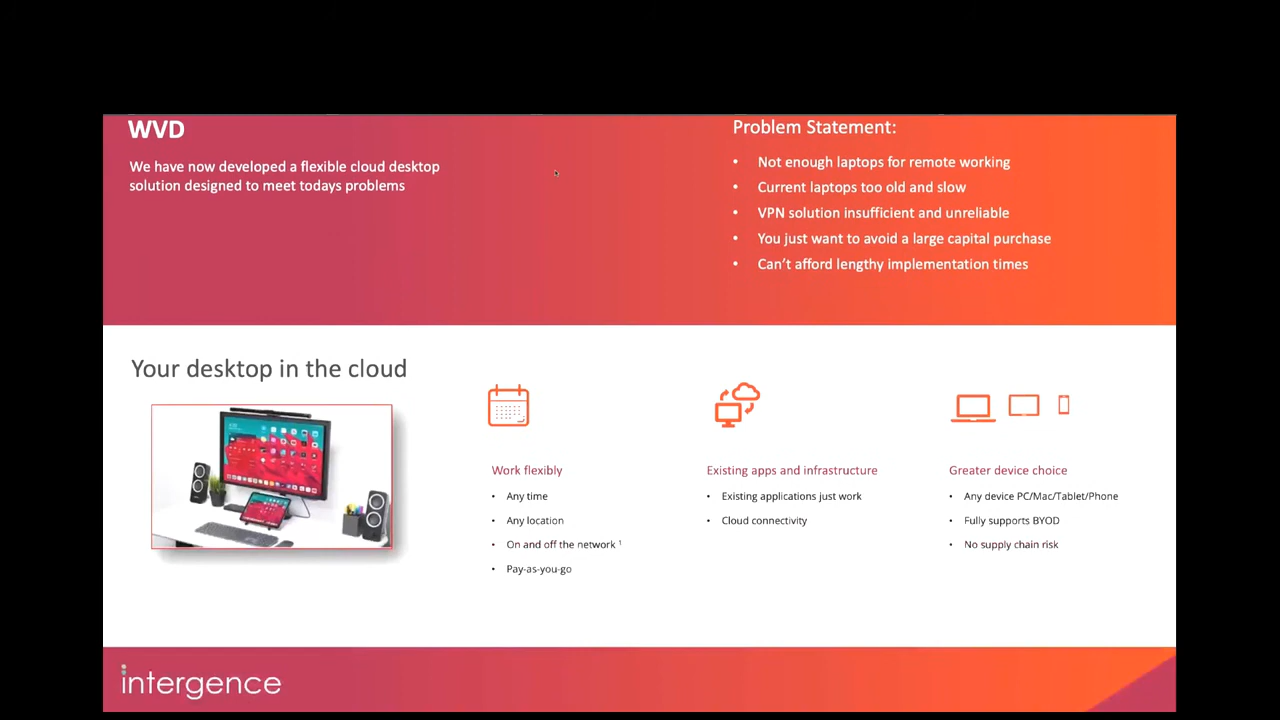 WVD
We have now developed a flexible cloud desktop
solution designed to meet todays problems
Problem Statement:
• Not enough laptops for remote working
• Current laptops too old and slow
• VPN solution insufficient and unreliable
• You just want to avoid a large capital purchase
• Can't afford lengthy implementation times
Your desktop in the cloud
Work flexibly
• Any time
• Any location
• On and off the network ¹
• Pay-as-you-go
Existing apps and infrastructure
• Existing applications just work
• Cloud connectivity
Greater device choice
• Any device PC/Mac/Tablet/Phone
• Fully supports BYOD
• No supply chain risk
intergence